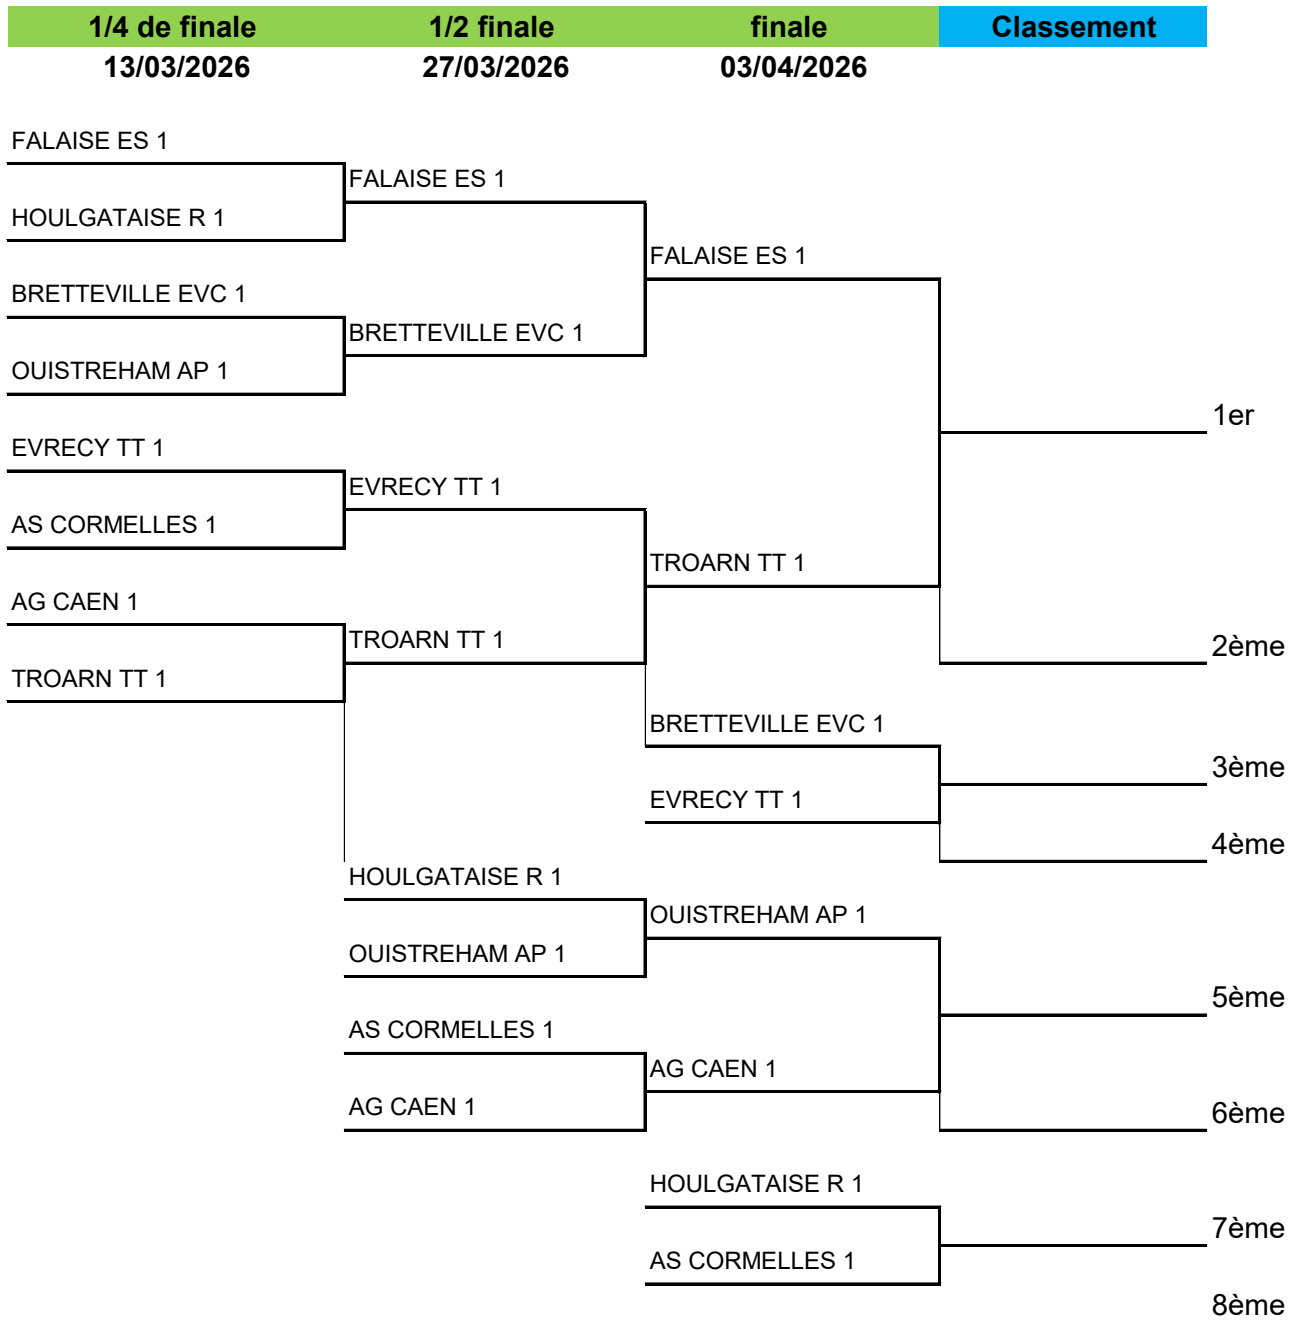 1/4 de finale 1/2 finale finale Classement
13/03/2026 27/03/2026 03/04/2026
FALAISE ES 1
FALAISE ES 1
HOULGATAISE R 1
FALAISE ES 1
BRETTEVILLE EVC 1
BRETTEVILLE EVC 1
OUISTREHAM AP 1
1er
EVRECY TT 1
EVRECY TT 1
AS CORMELLES 1
TROARN TT 1
AG CAEN 1
TROARN TT 1
2ème
TROARN TT 1
BRETTEVILLE EVC 1
3ème
EVRECY TT 1
4ème
HOULGATAISE R 1
OUISTREHAM AP 1
OUISTREHAM AP 1
5ème
AS CORMELLES 1
AG CAEN 1
AG CAEN 1
6ème
HOULGATAISE R 1
7ème
AS CORMELLES 1
8ème